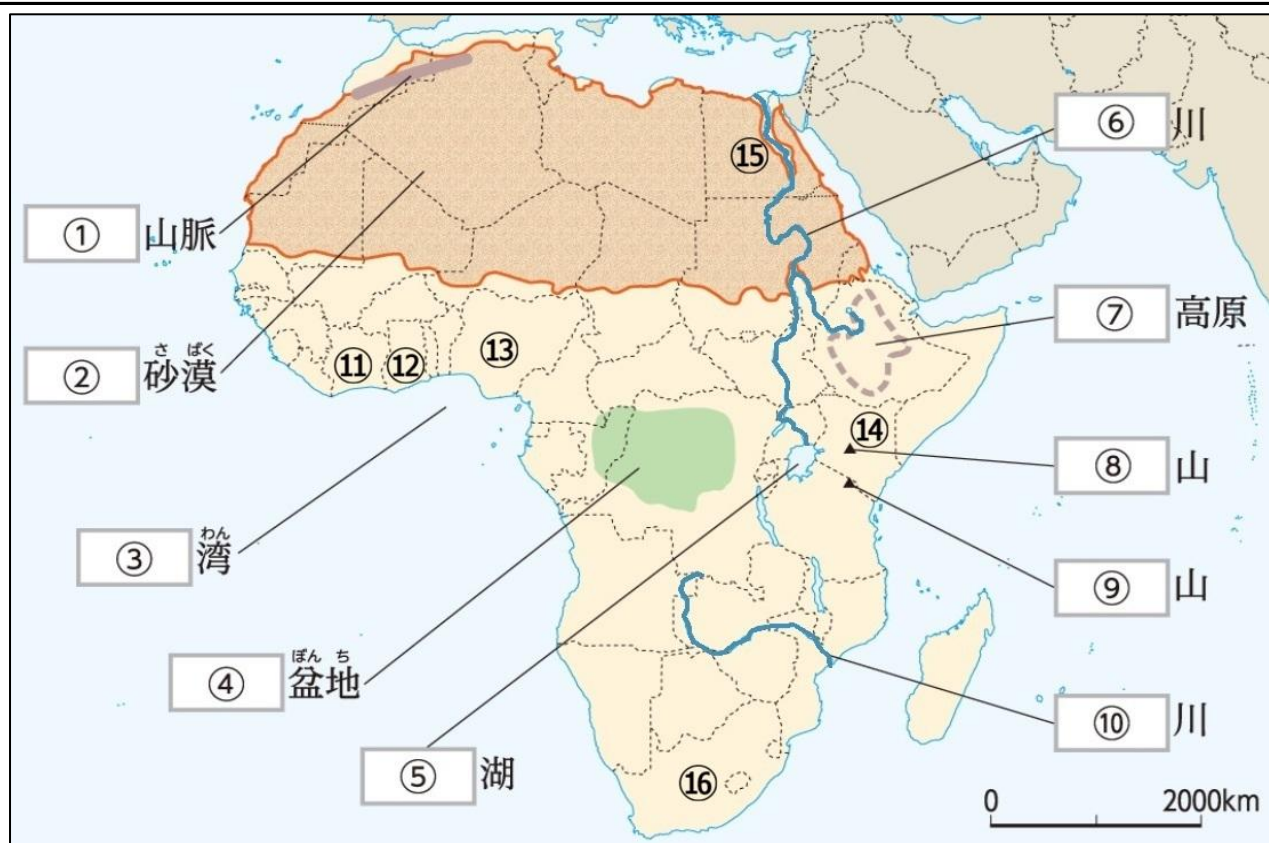 ① 山脈
② 砂漠
さ ばく
③ 湾
わん
④ 盆地
ぼん ち
⑤ 湖
⑥ 川
⑦ 高原
⑧ 山
⑨ 山
⑩ 川
⑪
⑫
⑬
⑭
⑮
⑯
0 2000km